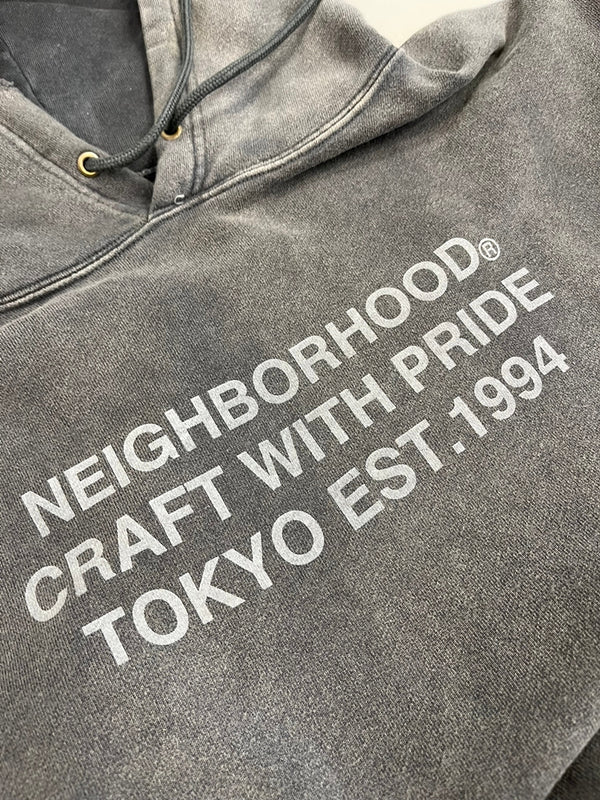 NEIGHBORHOOD®
CRAFT WITH PRIDE
TOKYO EST.1994